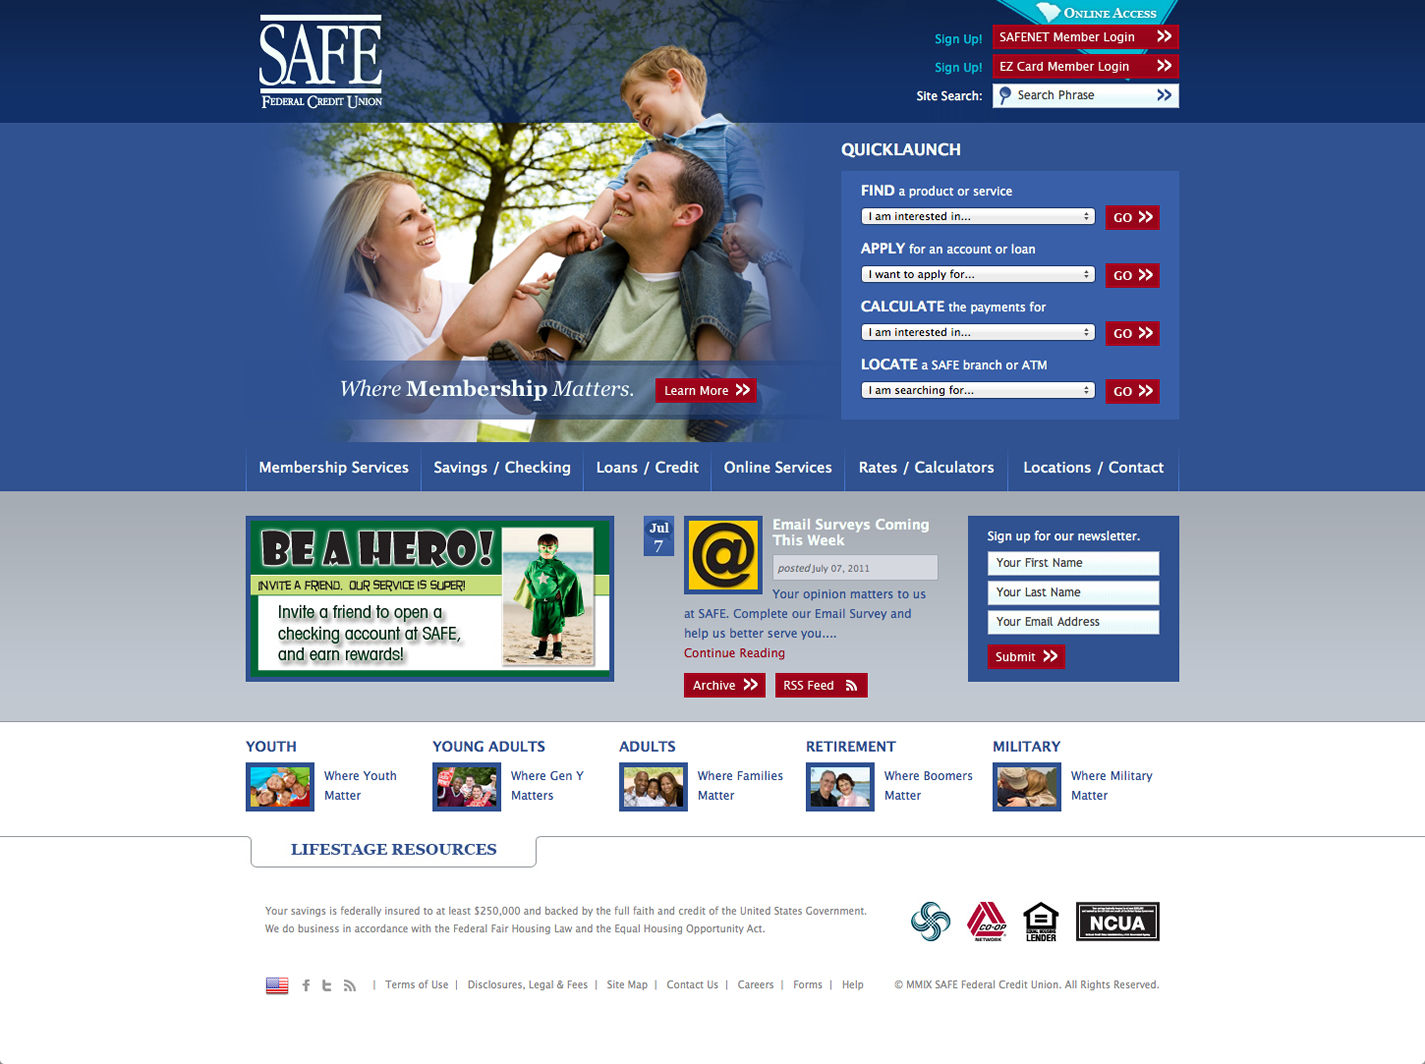 SAFE
FEDERAL CREDIT UNION
ONLINE ACCESS
Sign Up!
SAFENET Member Login
Sign Up!
EZ Card Member Login
Site Search:
Search Phrase
QUICKLAUNCH
FIND a product or service
I am interested in...
GO
APPLY for an account or loan
I want to apply for...
GO
CALCULATE the payments for
I am interested in...
GO
LOCATE a SAFE branch or ATM
I am searching for...
GO
Where Membership Matters.
Learn More
Membership Services
Savings / Checking
Loans / Credit
Online Services
Rates / Calculators
Locations / Contact
BE A HERO!
INVITE A FRIEND. OUR SERVICE IS SUPER!
Invite a friend to open a
checking account at SAFE,
and earn rewards!
Jul
7
@
Email Surveys Coming
This Week
posted July 07, 2011
Your opinion matters to us
at SAFE. Complete our Email Survey and
help us better serve you....
Continue Reading
Archive
RSS Feed
Sign up for our newsletter.
Your First Name
Your Last Name
Your Email Address
Submit
YOUTH
Where Youth
Matter
YOUNG ADULTS
Where Gen Y
Matters
ADULTS
Where Families
Matter
RETIREMENT
Where Boomers
Matter
MILITARY
Where Military
Matter
LIFESTAGE RESOURCES
Your savings is federally insured to at least $250,000 and backed by the full faith and credit of the United States Government.
We do business in accordance with the Federal Fair Housing Law and the Equal Housing Opportunity Act.
CO-OP
NETWORK
LENDER
NCUA
| Terms of Use | Disclosures, Legal & Fees | Site Map | Contact Us | Careers | Forms | Help
© MMIX SAFE Federal Credit Union. All Rights Reserved.